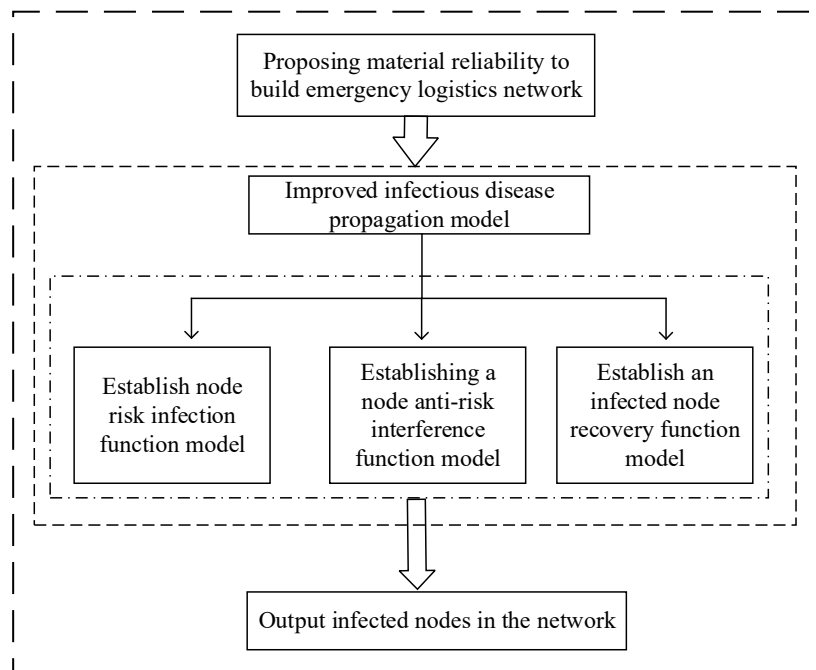 Proposing material reliability to
build emergency logistics network
Improved infectious disease
propagation model
Establish node
risk infection
function model
Establishing a
node anti-risk
interference
function model
Establish an
infected node
recovery function
model
Output infected nodes in the network